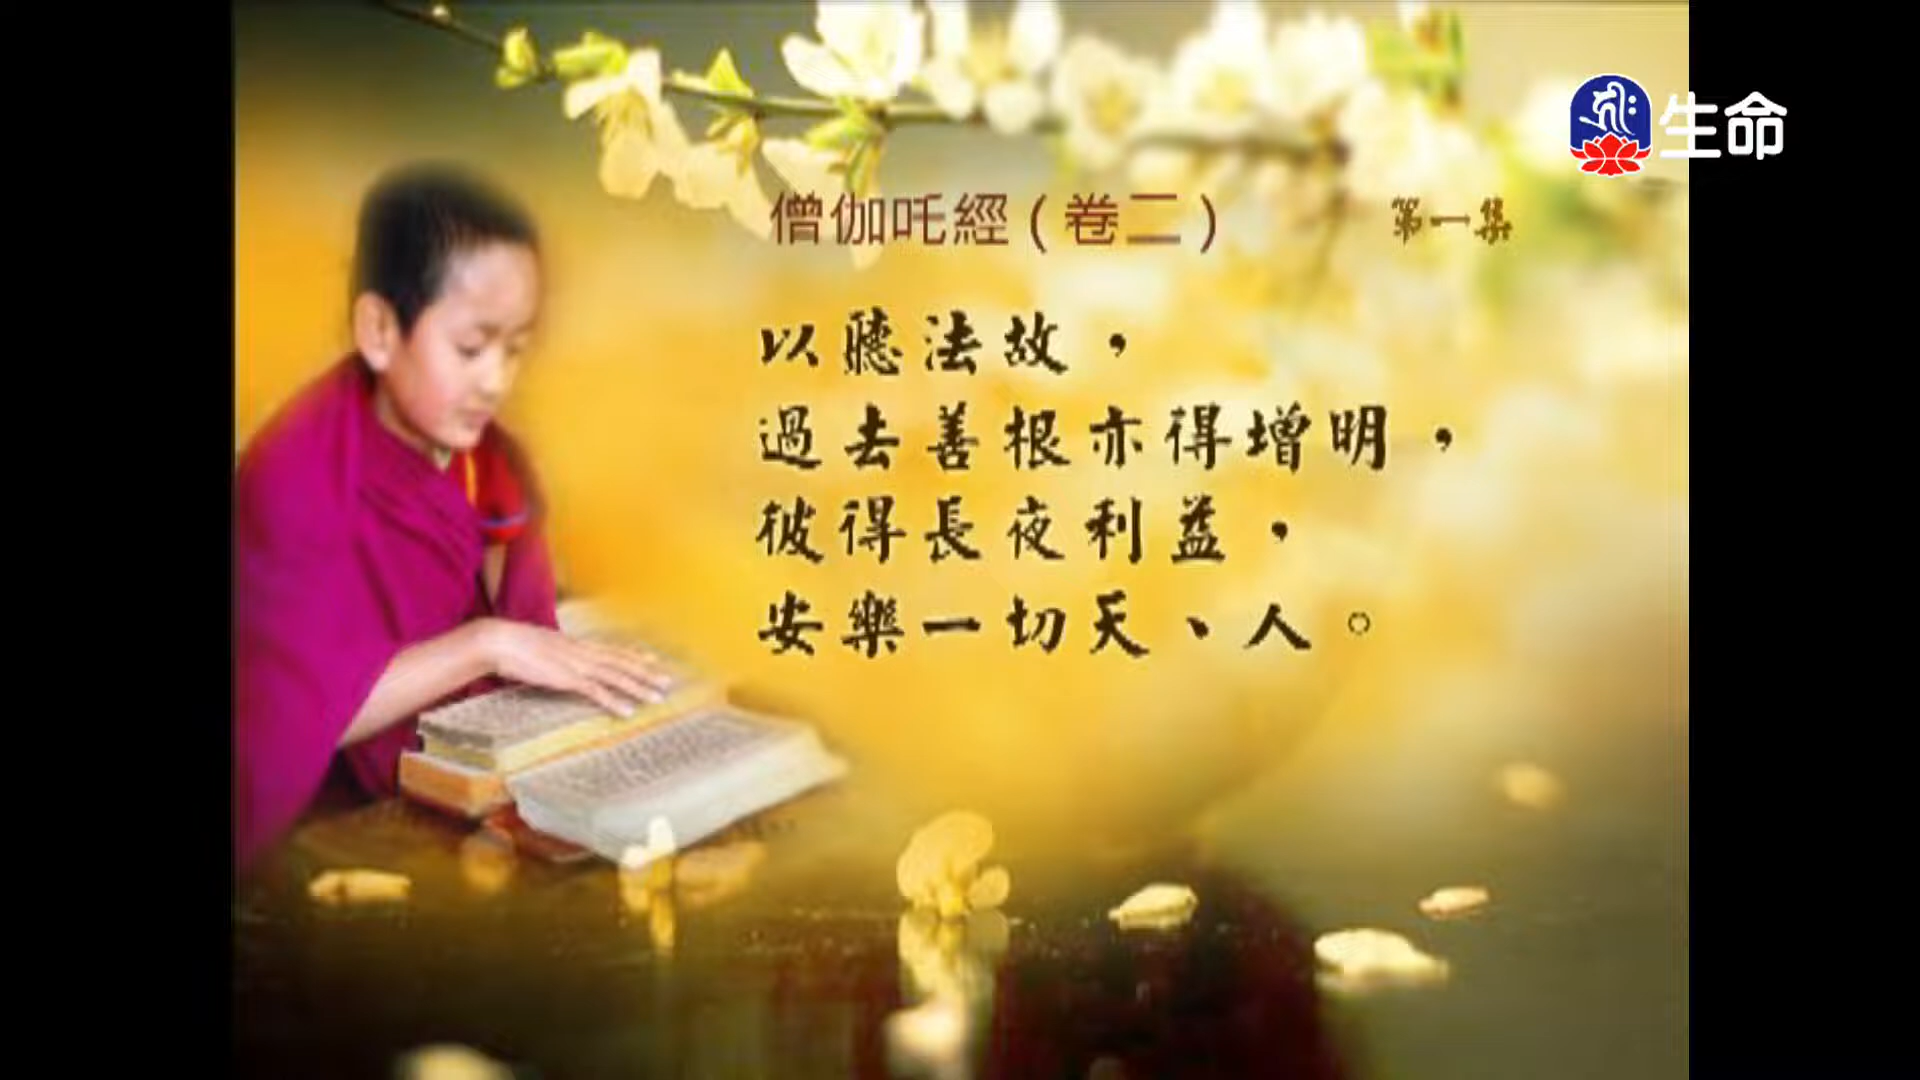 生命
僧伽吒經(卷二) 第一集
以聽法故，
過去善根亦得增明，
彼得長夜利益，
安樂一切天、人。